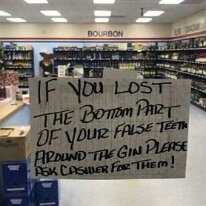 BOURBON
IF YOU LOST
THE BOTTOM PART
OF YOUR FALSE TEETH
AROUND THE GIN PLEASE
ASK CASHIER FOR THEM!